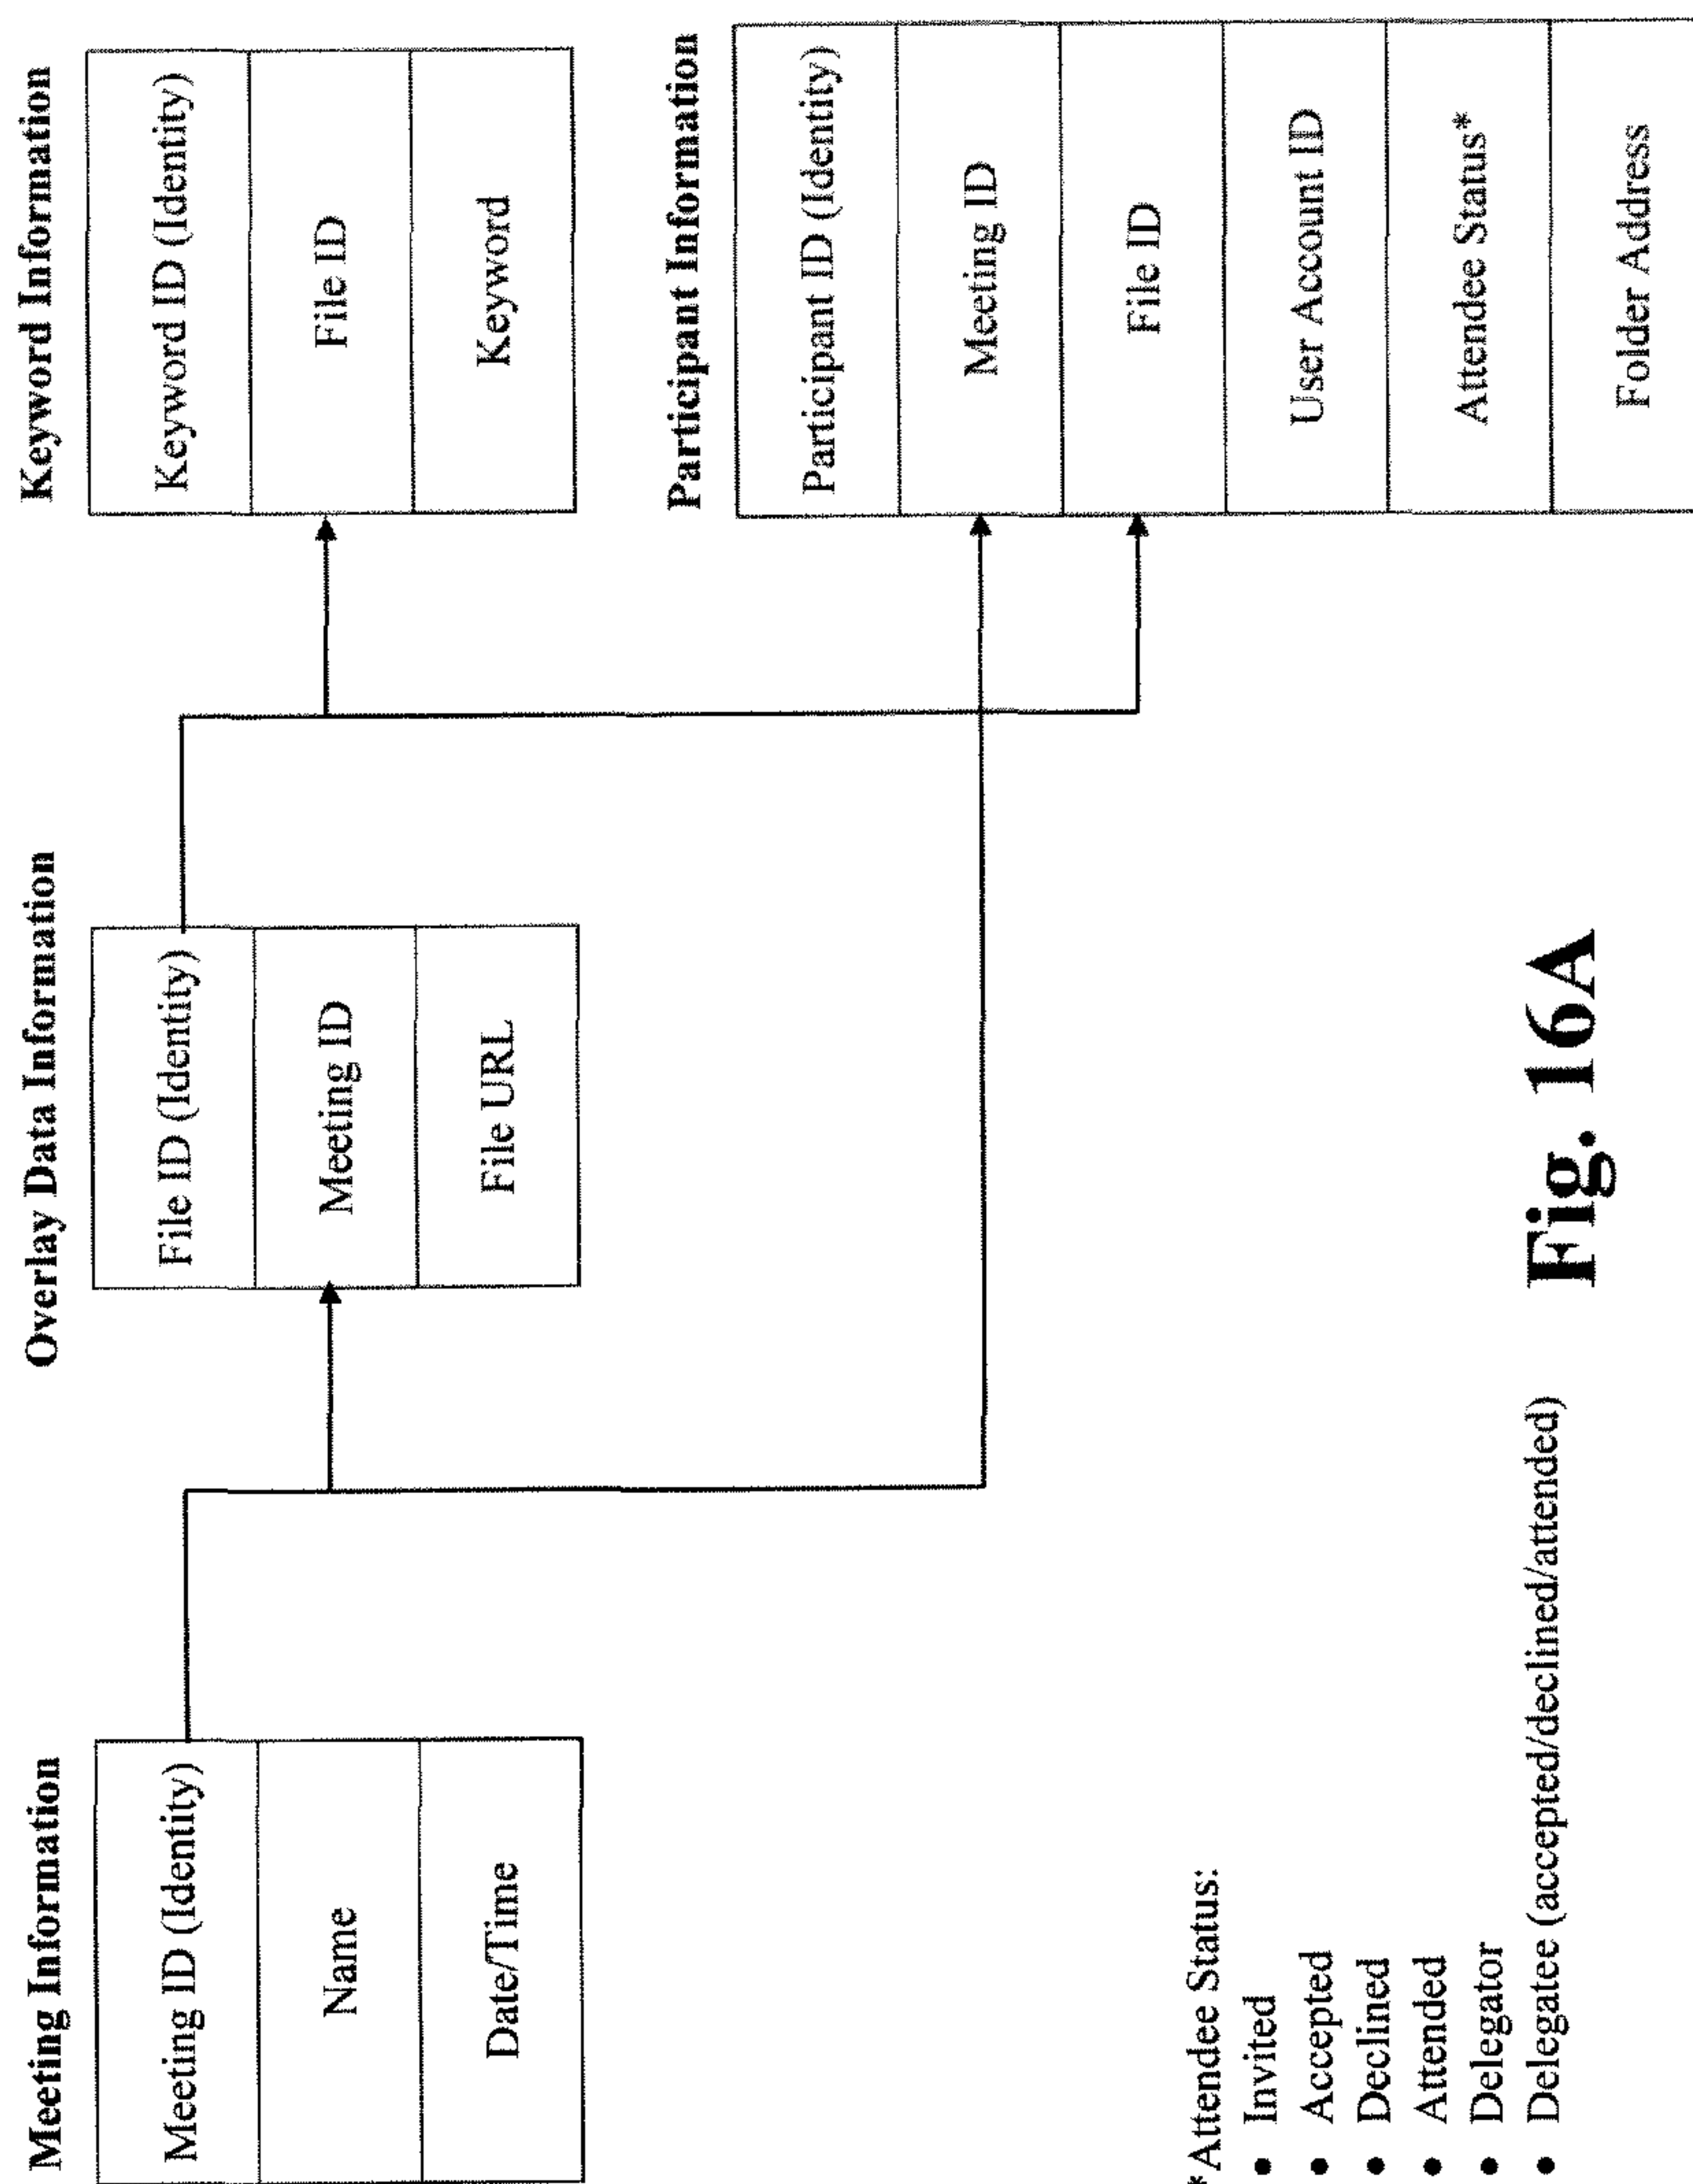 Meeting Information
Meeting ID (Identity)
Name
Date/Time
Overlay Data Information
File ID (Identity)
Meeting ID
File URL
Keyword Information
Keyword ID (Identity)
File ID
Keyword
Participant Information
Participant ID (Identity)
Meeting ID
File ID
User Account ID
Attendee Status*
Folder Address
*Attendee Status:
• Invited
• Accepted
• Declined
• Attended
• Delegator
• Delegatee (accepted/declined/attended)
Fig. 16A